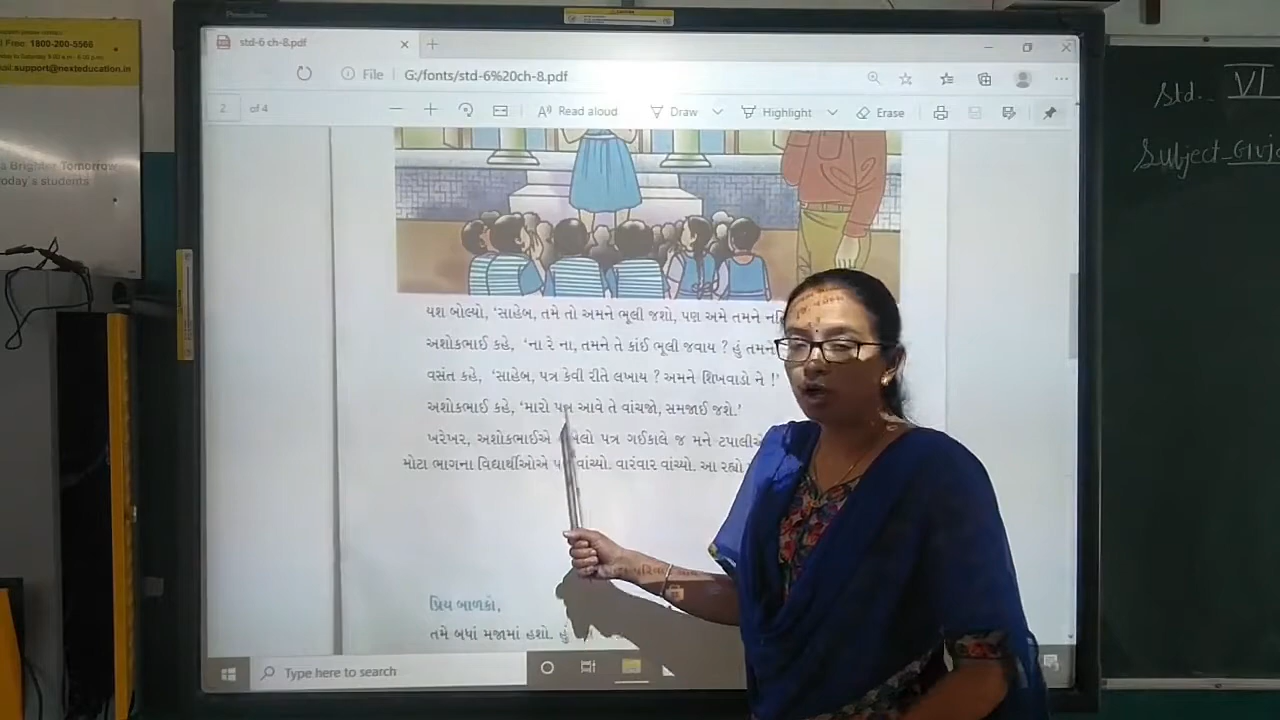 support
Free: 1800-200-5566
support@nexteducation.in
Brighter Tomorrow
today's students
std-6 ch-8.pdf
File G:/fonts/std-6%20ch-8.pdf
2 of 4
Read aloud Draw Highlight Erase
Std. VI
Subject
યશ બોલ્યો, ‘સાહેબ, તમે તો અમને ભૂલી જશો, પણ અમે તમને
અશોકભાઈ કહે, ‘ના રે ના, તમને તે કાંઈ ભૂલી જવાય ? હું તમને
વસંત કહે, ‘સાહેબ, પત્ર કેવી રીતે લખાય ? અમને શિખવાડો ને !’
અશોકભાઈ કહે, ‘મારો પત્ર આવે તે વાંચજો, સમજાઈ જશે.’
ખરેખર, અશોકભાઈએ પત્ર ગઈકાલે જ મને ટપાલીએ
મોટા ભાગના વિદ્યાર્થીઓએ વાંચ્યો. વારંવાર વાંચ્યો. આ રહ્યો
પ્રિય બાળકો,
તમે બધાં મજામાં હશો. હું
Type here to search